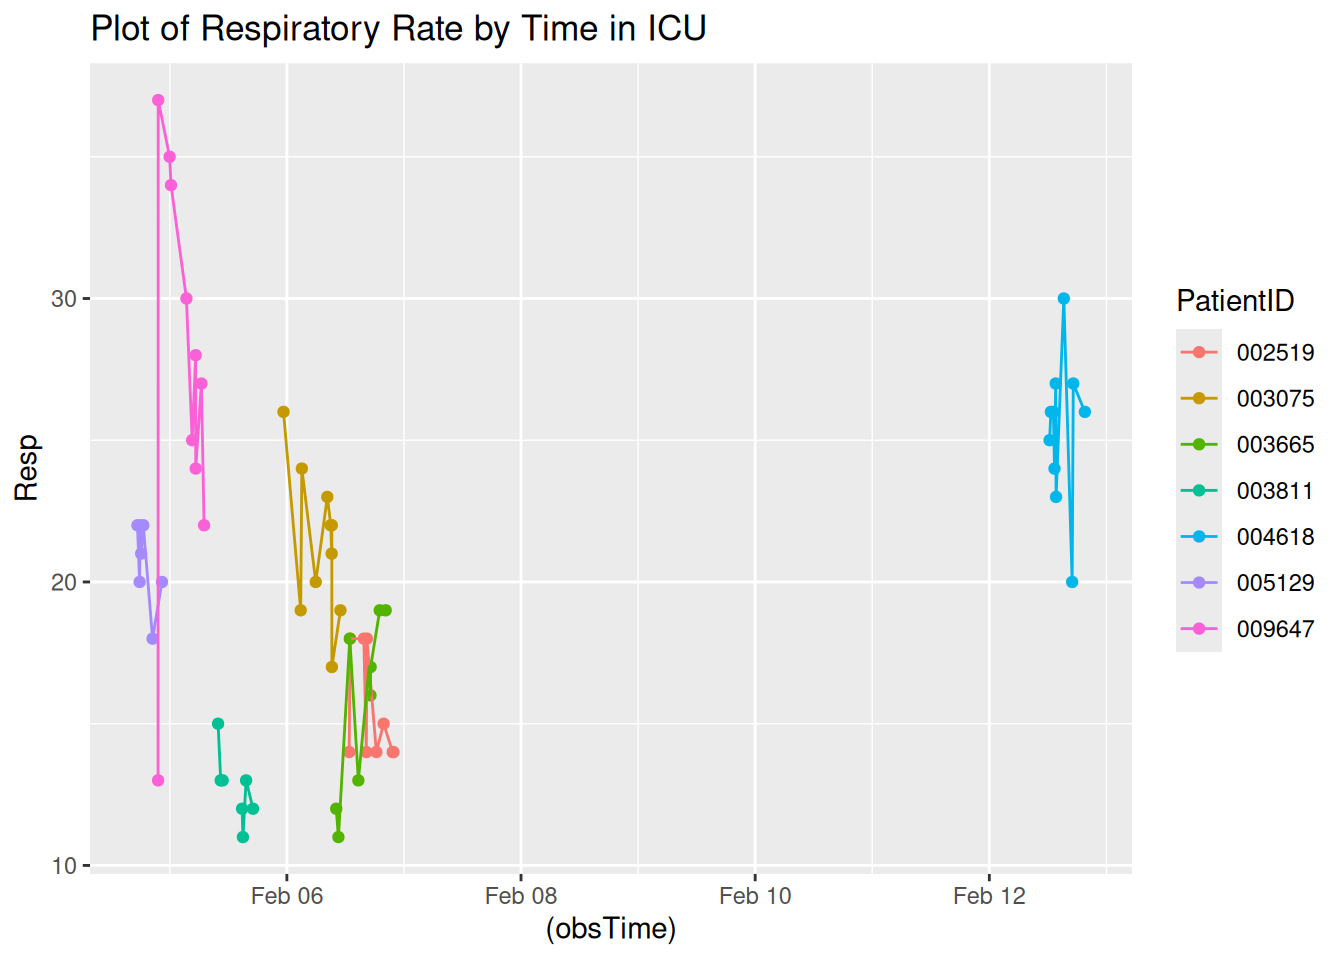 Plot of Respiratory Rate by Time in ICU
Resp
30
20
10
Feb 06
Feb 08
Feb 10
Feb 12
(obsTime)
PatientID
002519
003075
003665
003811
004618
005129
009647